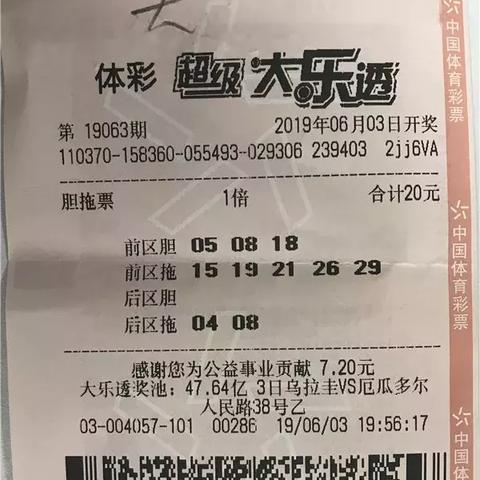 大
体彩 超级大乐透
第 19063期 2019年06月03日开奖
110370-158360-055493-029306 239403 2jj6VA
胆拖票 1倍 合计20元
前区胆 05 08 18
前区拖 15 19 21 26 29
后区胆
后区拖 04 08
感谢您为公益事业贡献 7.20元
大乐透奖池：47.64亿 3日乌拉圭VS厄瓜多尔
人民路38号乙
03-004057-101 00286 19/06/03 19:56:17
中国体育彩票
中国体育彩票
中国体育彩票